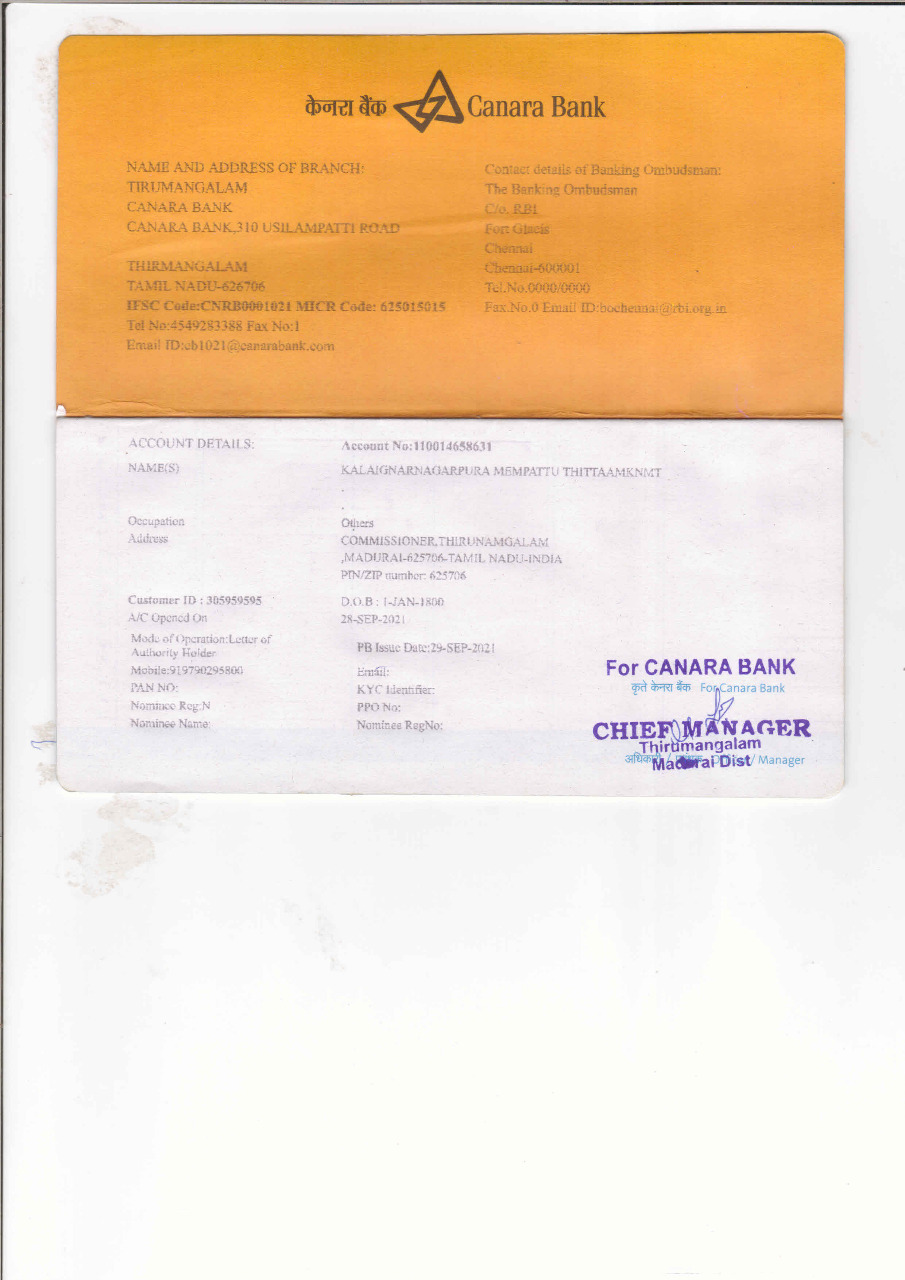 केनरा बैंक Canara Bank
NAME AND ADDRESS OF BRANCH:
TIRUMANGALAM
CANARA BANK
CANARA BANK,310 USILAMPATTI ROAD
THIRMANGALAM
TAMIL NADU-626706
IFSC Code:CNRB0001021 MICR Code: 625015015
Tel No:4549283388 Fax No:1
Email ID:cb1021@canarabank.com
Contact details of Banking Ombudsman:
The Banking Ombudsman
C/o. RBI
Fort Glacis
Chennai
Chennai-600001
Tel.No.0000/0000
Fax.No.0 Email ID:bochennai@rbi.org.in
ACCOUNT DETAILS: Account No:110014658631
NAME(S) KALAIGNARNAGARPURA MEMPATTU THITTAAMKNMT
Occupation Others
Address COMMISSIONER,THIRUNAMGALAM
,MADURAI-625706-TAMIL NADU-INDIA
PIN/ZIP number: 625706
Customer ID : 305959595 D.O.B : 1-JAN-1800
A/C Opened On 28-SEP-2021
Mode of Operation:Letter of
Authority Holder
PB Issue Date:29-SEP-2021
Mobile:919790295800 Email:
PAN NO: KYC Identifier:
Nominee Reg:N PPO No:
Nominee Name: Nominee RegNo:
For CANARA BANK
कृते केनरा बैंक For Canara Bank
CHIEF MANAGER
Thirumangalam
अधिकारी / / Manager
Madurai Dist